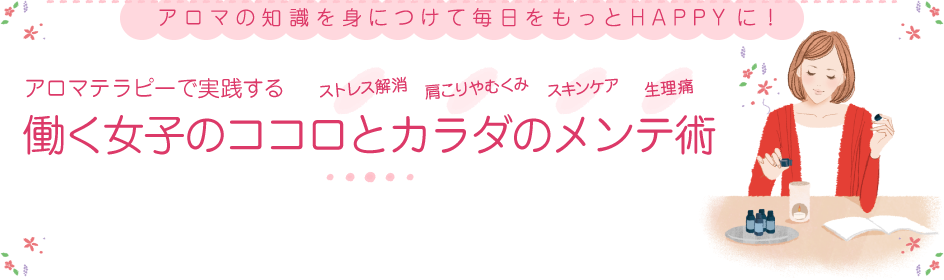 アロマの知識を身につけて毎日をもっとHAPPYに！
アロマテラピーで実践する ストレス解消 肩こりやむくみ スキンケア 生理痛
働く女子のココロとカラダのメンテ術